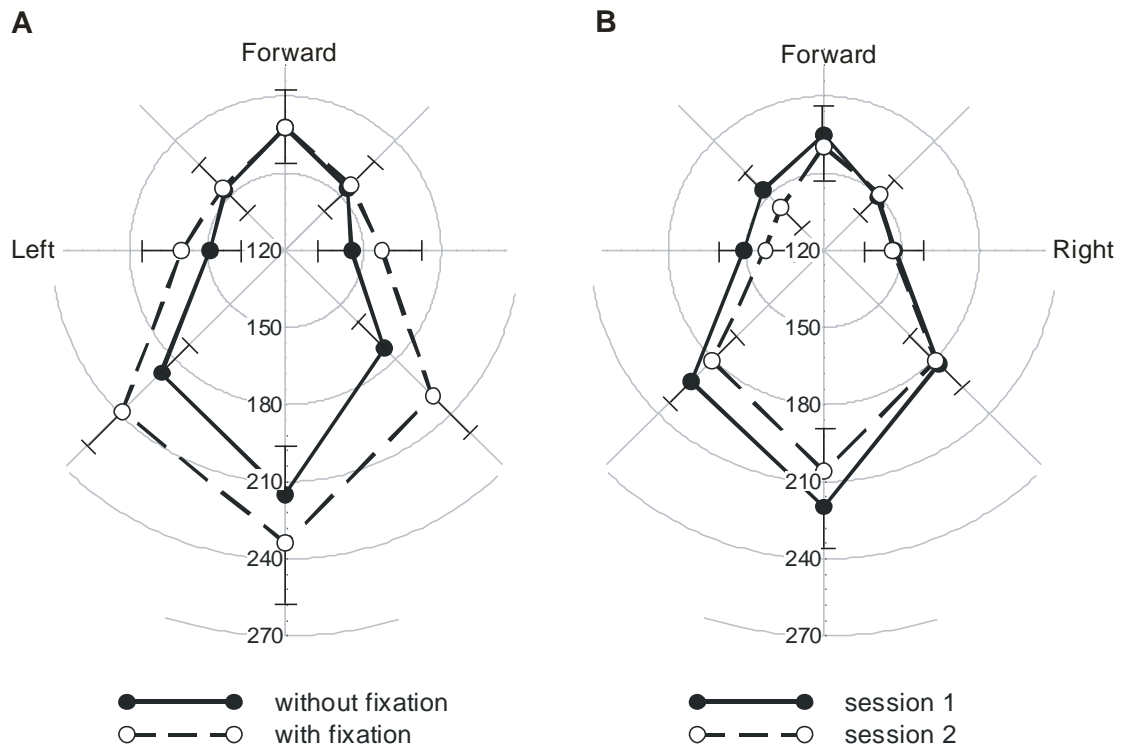 A
B
Forward
Forward
Left
Right
120
150
180
210
240
270
120
150
180
210
240
270
without fixation
with fixation
session 1
session 2